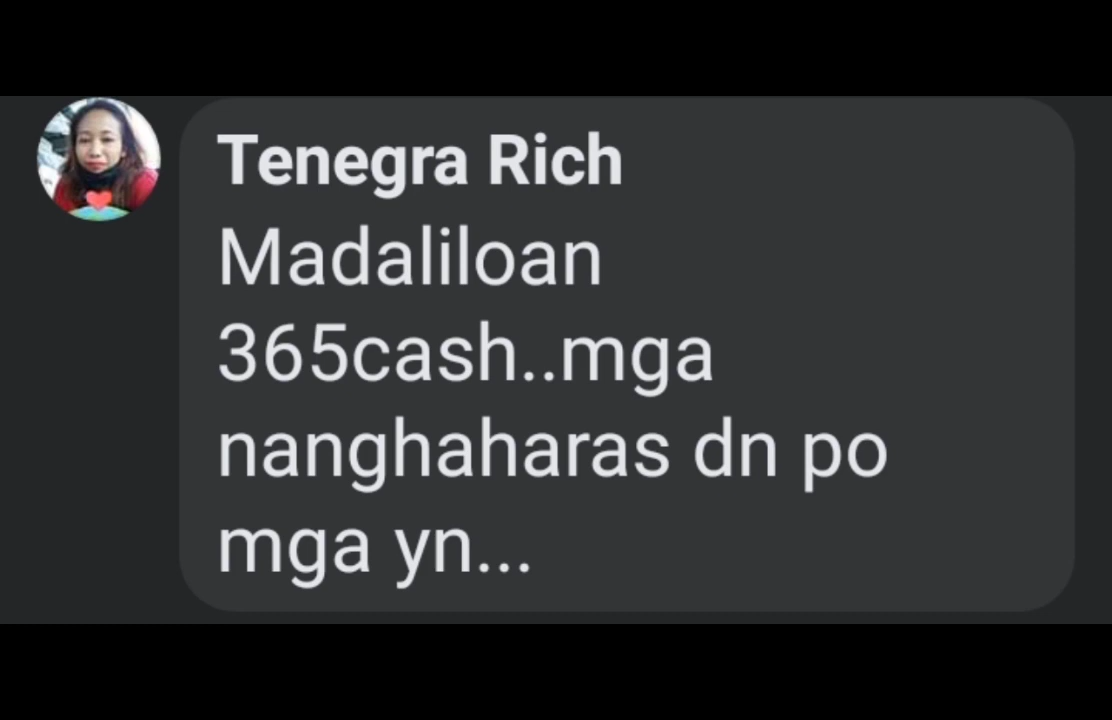 Tenegra Rich
Madaliloan
365cash..mga
nanghaharas dn po
mga yn...